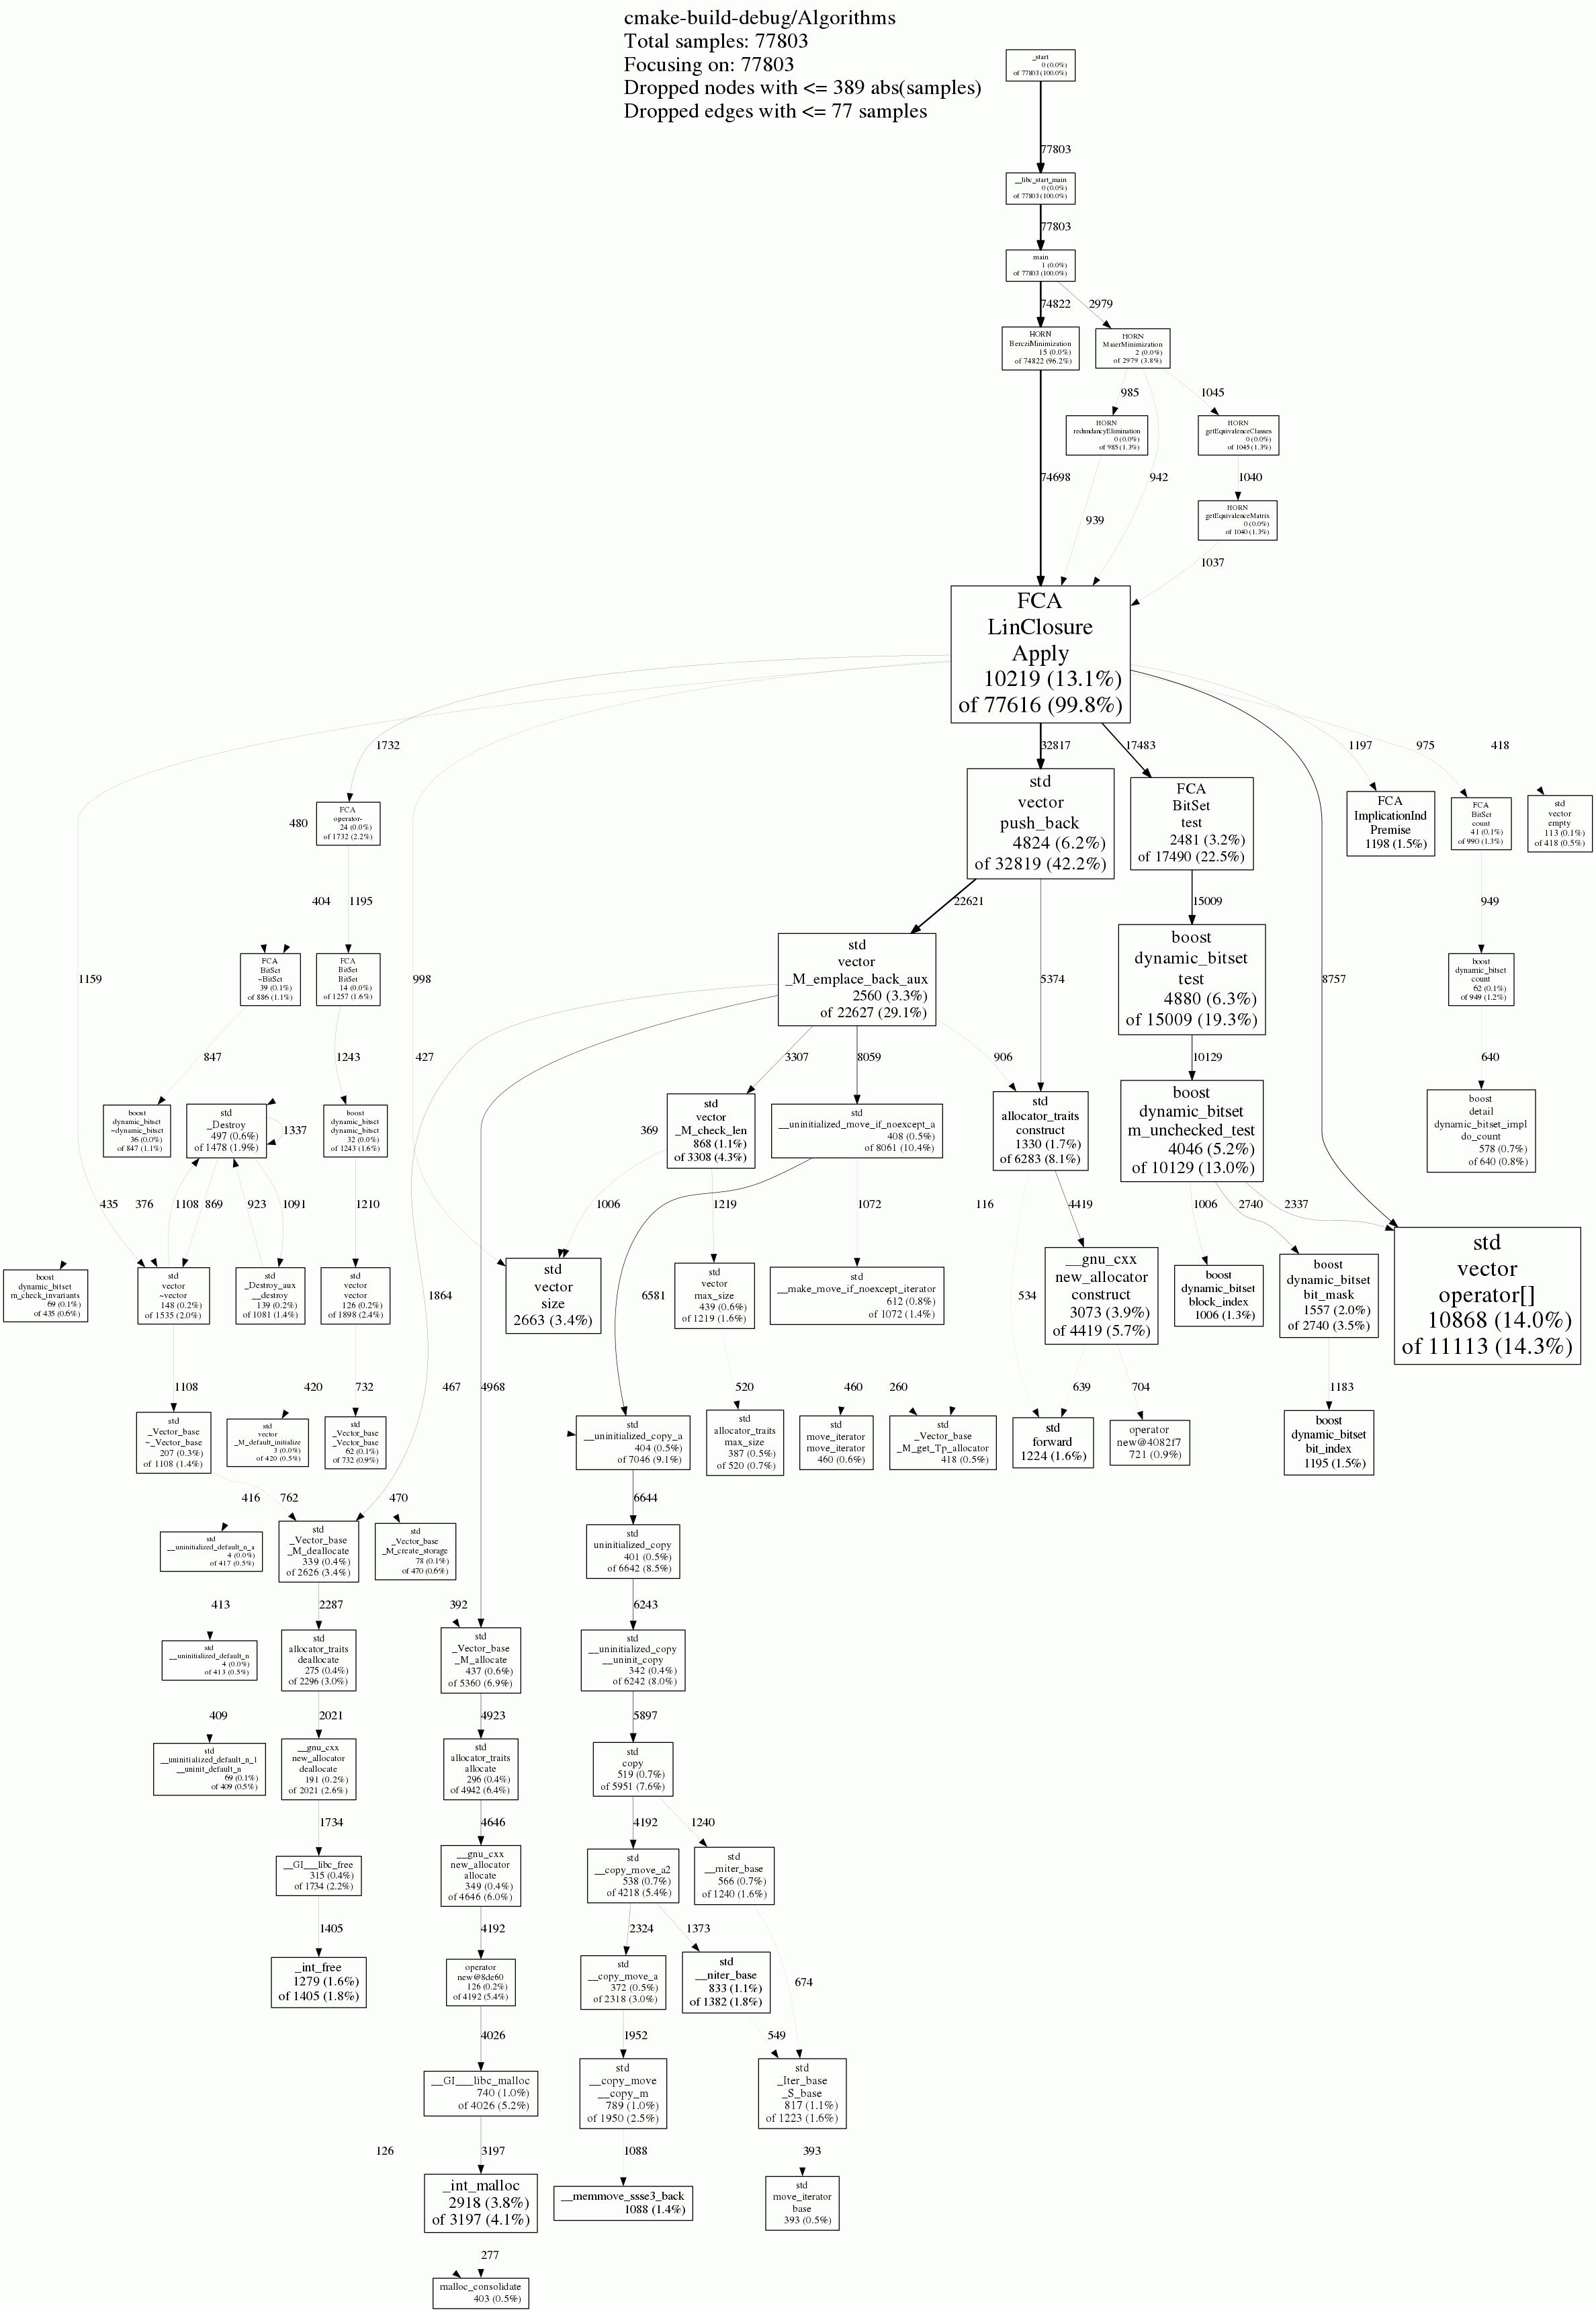 cmake-build-debug/Algorithms
Total samples: 77803
Focusing on: 77803
Dropped nodes with <= 389 abs(samples)
Dropped edges with <= 77 samples
_start
0 (0.0%)
of 77803 (100.0%)
77803
__libc_start_main
0 (0.0%)
of 77803 (100.0%)
77803
main
1 (0.0%)
of 77803 (100.0%)
74822
2979
HORN
BercziMinimization
15 (0.0%)
of 74822 (96.2%)
HORN
MaierMinimization
2 (0.0%)
of 2979 (3.8%)
985
1045
HORN
redundancyElimination
0 (0.0%)
of 985 (1.3%)
HORN
getEquivalenceClasses
0 (0.0%)
of 1045 (1.3%)
74698
942
1040
939
HORN
getEquivalenceMatrix
0 (0.0%)
of 1040 (1.3%)
1037
FCA
LinClosure
Apply
10219 (13.1%)
of 77616 (99.8%)
1732
32817
17483
1197
975
418
FCA
operator-
24 (0.0%)
of 1732 (2.2%)
480
std
vector
push_back
4824 (6.2%)
of 32819 (42.2%)
FCA
BitSet
test
2481 (3.2%)
of 17490 (22.5%)
FCA
ImplicationInd
Premise
1198 (1.5%)
FCA
BitSet
count
41 (0.1%)
of 990 (1.3%)
std
vector
empty
113 (0.1%)
of 418 (0.5%)
404
1195
22621
15009
949
1159
FCA
BitSet
~BitSet
39 (0.1%)
of 886 (1.1%)
FCA
BitSet
BitSet
14 (0.0%)
of 1257 (1.6%)
998
std
vector
_M_emplace_back_aux
2560 (3.3%)
of 22627 (29.1%)
5374
boost
dynamic_bitset
test
4880 (6.3%)
of 15009 (19.3%)
8757
boost
dynamic_bitset
count
62 (0.1%)
of 949 (1.2%)
847
1243
427
3307
8059
906
10129
640
boost
dynamic_bitset
~dynamic_bitset
36 (0.0%)
of 847 (1.1%)
std
_Destroy
497 (0.6%)
of 1478 (1.9%)
1337
boost
dynamic_bitset
dynamic_bitset
32 (0.0%)
of 1243 (1.6%)
369
std
vector
_M_check_len
868 (1.1%)
of 3308 (4.3%)
std
__uninitialized_move_if_noexcept_a
408 (0.5%)
of 8061 (10.4%)
std
allocator_traits
construct
1330 (1.7%)
of 6283 (8.1%)
boost
dynamic_bitset
m_unchecked_test
4046 (5.2%)
of 10129 (13.0%)
boost
detail
dynamic_bitset_impl
do_count
578 (0.7%)
of 640 (0.8%)
435
376
1108
869
923
1091
1210
1006
1219
1072
116
4419
1006
2740
2337
boost
dynamic_bitset
m_check_invariants
69 (0.1%)
of 435 (0.6%)
std
vector
~vector
148 (0.2%)
of 1535 (2.0%)
std
_Destroy_aux
__destroy
139 (0.2%)
of 1081 (1.4%)
std
vector
vector
126 (0.2%)
of 1898 (2.4%)
1864
std
vector
size
2663 (3.4%)
6581
std
vector
max_size
439 (0.6%)
of 1219 (1.6%)
std
__make_move_if_noexcept_iterator
612 (0.8%)
of 1072 (1.4%)
534
__gnu_cxx
new_allocator
construct
3073 (3.9%)
of 4419 (5.7%)
boost
dynamic_bitset
block_index
1006 (1.3%)
boost
dynamic_bitset
bit_mask
1557 (2.0%)
of 2740 (3.5%)
std
vector
operator[]
10868 (14.0%)
of 11113 (14.3%)
1108
420
732
467
4968
520
460
260
639
704
1183
std
_Vector_base
~_Vector_base
207 (0.3%)
of 1108 (1.4%)
std
vector
_M_default_initialize
3 (0.0%)
of 420 (0.5%)
std
_Vector_base
_Vector_base
62 (0.1%)
of 732 (0.9%)
std
__uninitialized_copy_a
404 (0.5%)
of 7046 (9.1%)
std
allocator_traits
max_size
387 (0.5%)
of 520 (0.7%)
std
move_iterator
move_iterator
460 (0.6%)
std
_Vector_base
_M_get_Tp_allocator
418 (0.5%)
std
forward
1224 (1.6%)
operator
new@4082f7
721 (0.9%)
boost
dynamic_bitset
bit_index
1195 (1.5%)
416
762
470
6644
std
__uninitialized_default_n_a
4 (0.0%)
of 417 (0.5%)
std
_Vector_base
_M_deallocate
339 (0.4%)
of 2626 (3.4%)
std
_Vector_base
_M_create_storage
78 (0.1%)
of 470 (0.6%)
std
uninitialized_copy
401 (0.5%)
of 6642 (8.5%)
413
2287
392
6243
std
__uninitialized_default_n
4 (0.0%)
of 413 (0.5%)
std
allocator_traits
deallocate
275 (0.4%)
of 2296 (3.0%)
std
_Vector_base
_M_allocate
437 (0.6%)
of 5360 (6.9%)
std
__uninitialized_copy
__uninit_copy
342 (0.4%)
of 6242 (8.0%)
409
2021
4923
5897
std
__uninitialized_default_n_1
__uninit_default_n
69 (0.1%)
of 409 (0.5%)
__gnu_cxx
new_allocator
deallocate
191 (0.2%)
of 2021 (2.6%)
std
allocator_traits
allocate
296 (0.4%)
of 4942 (6.4%)
std
copy
519 (0.7%)
of 5951 (7.6%)
1734
4646
4192
1240
__GI___libc_free
315 (0.4%)
of 1734 (2.2%)
__gnu_cxx
new_allocator
allocate
349 (0.4%)
of 4646 (6.0%)
std
__copy_move_a2
538 (0.7%)
of 4218 (5.4%)
std
__miter_base
566 (0.7%)
of 1240 (1.6%)
1405
4192
2324
1373
_int_free
1279 (1.6%)
of 1405 (1.8%)
operator
new@8de60
126 (0.2%)
of 4192 (5.4%)
std
__copy_move_a
372 (0.5%)
of 2318 (3.0%)
std
__niter_base
833 (1.1%)
of 1382 (1.8%)
674
4026
1952
549
__GI___libc_malloc
740 (1.0%)
of 4026 (5.2%)
std
__copy_move
__copy_m
789 (1.0%)
of 1950 (2.5%)
std
_Iter_base
_S_base
817 (1.1%)
of 1223 (1.6%)
126
3197
1088
393
_int_malloc
2918 (3.8%)
of 3197 (4.1%)
__memmove_ssse3_back
1088 (1.4%)
std
move_iterator
base
393 (0.5%)
277
malloc_consolidate
403 (0.5%)